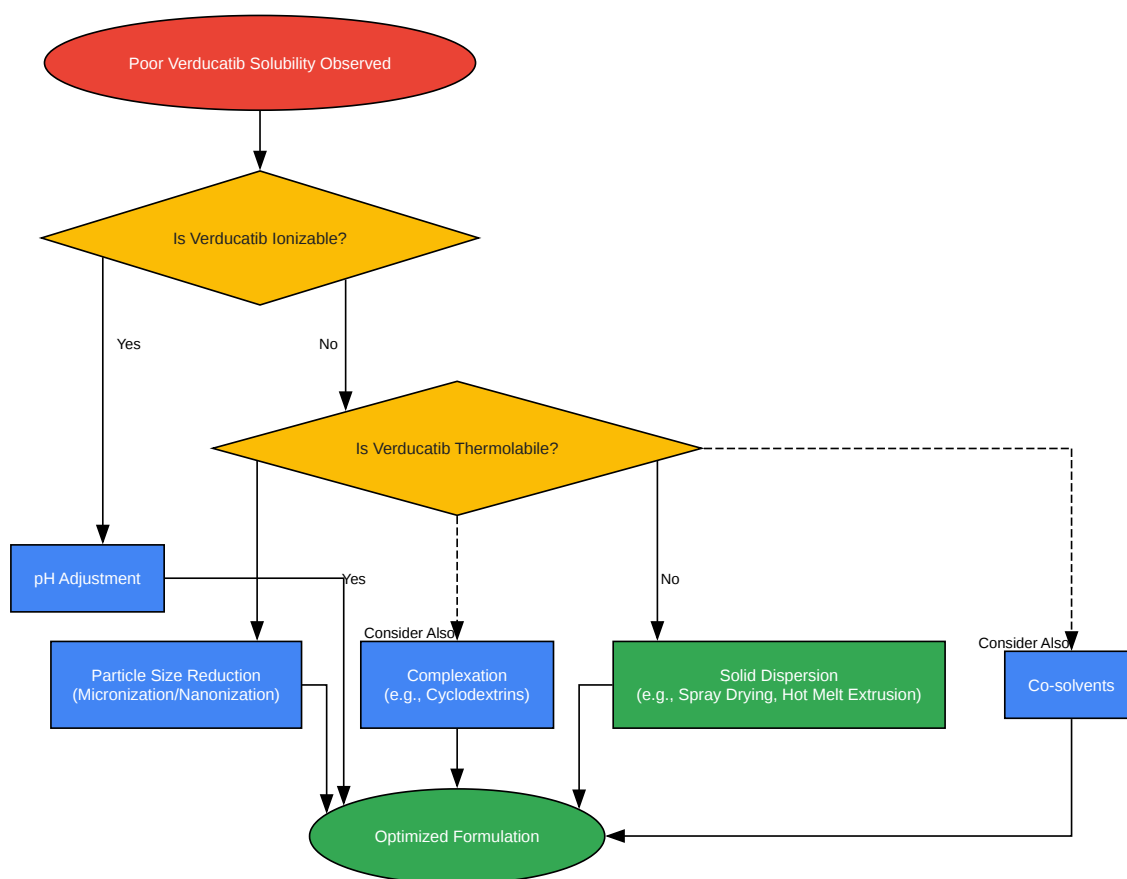 Poor Verducatib Solubility Observed
Is Verducatib Ionizable?
Yes
No
Is Verducatib Thermolabile?
pH Adjustment
Yes
No
Consider Also
Consider Also
Particle Size Reduction
(Micronization/Nanonization)
Complexation
(e.g., Cyclodextrins)
Solid Dispersion
(e.g., Spray Drying, Hot Melt Extrusion)
Co-solvents
Optimized Formulation